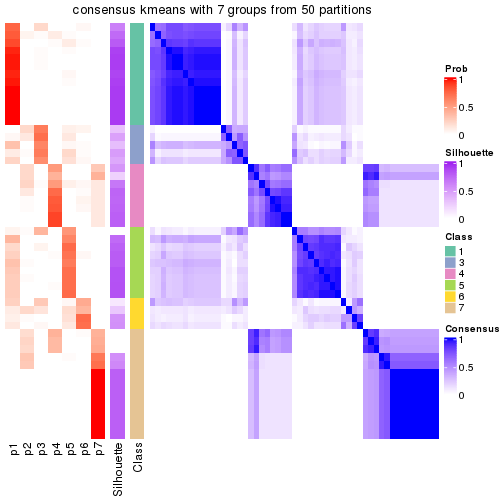 consensus kmeans with 7 groups from 50 partitions
Prob
1
0.5
0
Silhouette
1
0.5
0
Class
1
3
4
5
6
7
Consensus
1
0.5
0
p1
p2
p3
p4
p5
p6
p7
Silhouette
Class